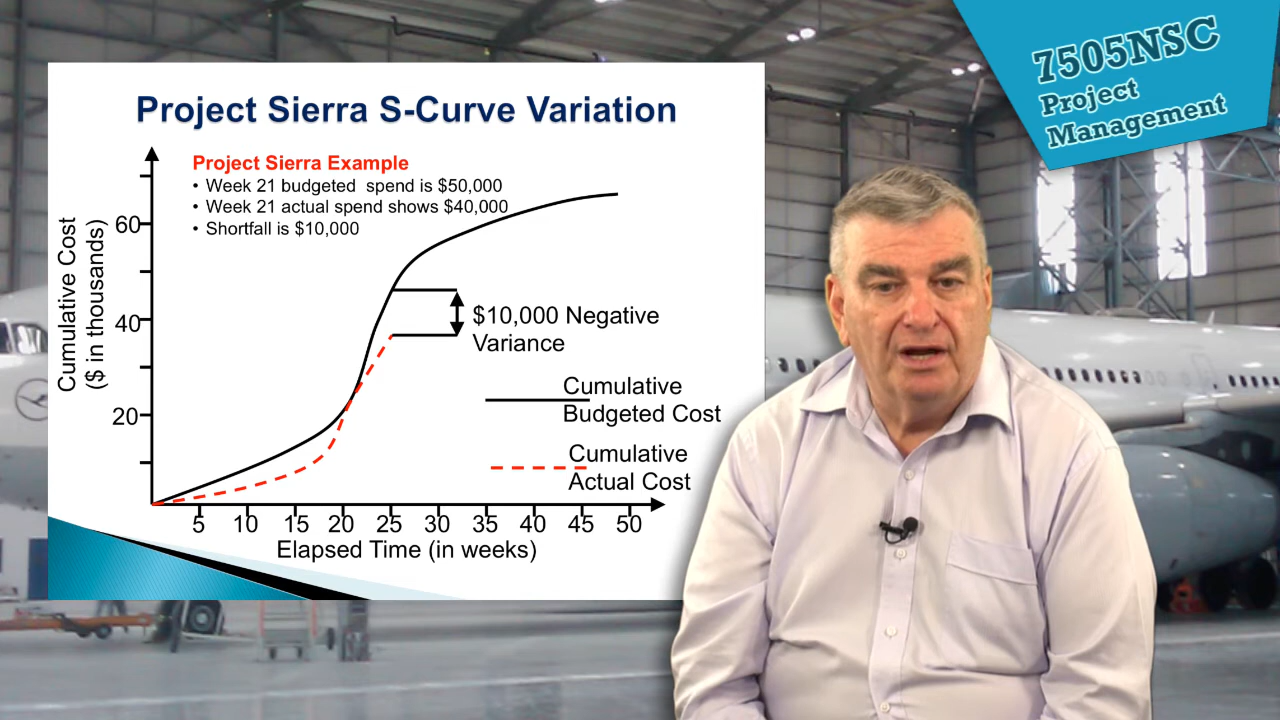 7505NSC
Project
Management
Project Sierra S-Curve Variation
Project Sierra Example
• Week 21 budgeted spend is $50,000
• Week 21 actual spend shows $40,000
• Shortfall is $10,000
Cumulative Cost
($ in thousands)
60
40
20
$10,000 Negative
Variance
Cumulative
Budgeted Cost
Cumulative
Actual Cost
5 10 15 20 25 30 35 40 45 50
Elapsed Time (in weeks)